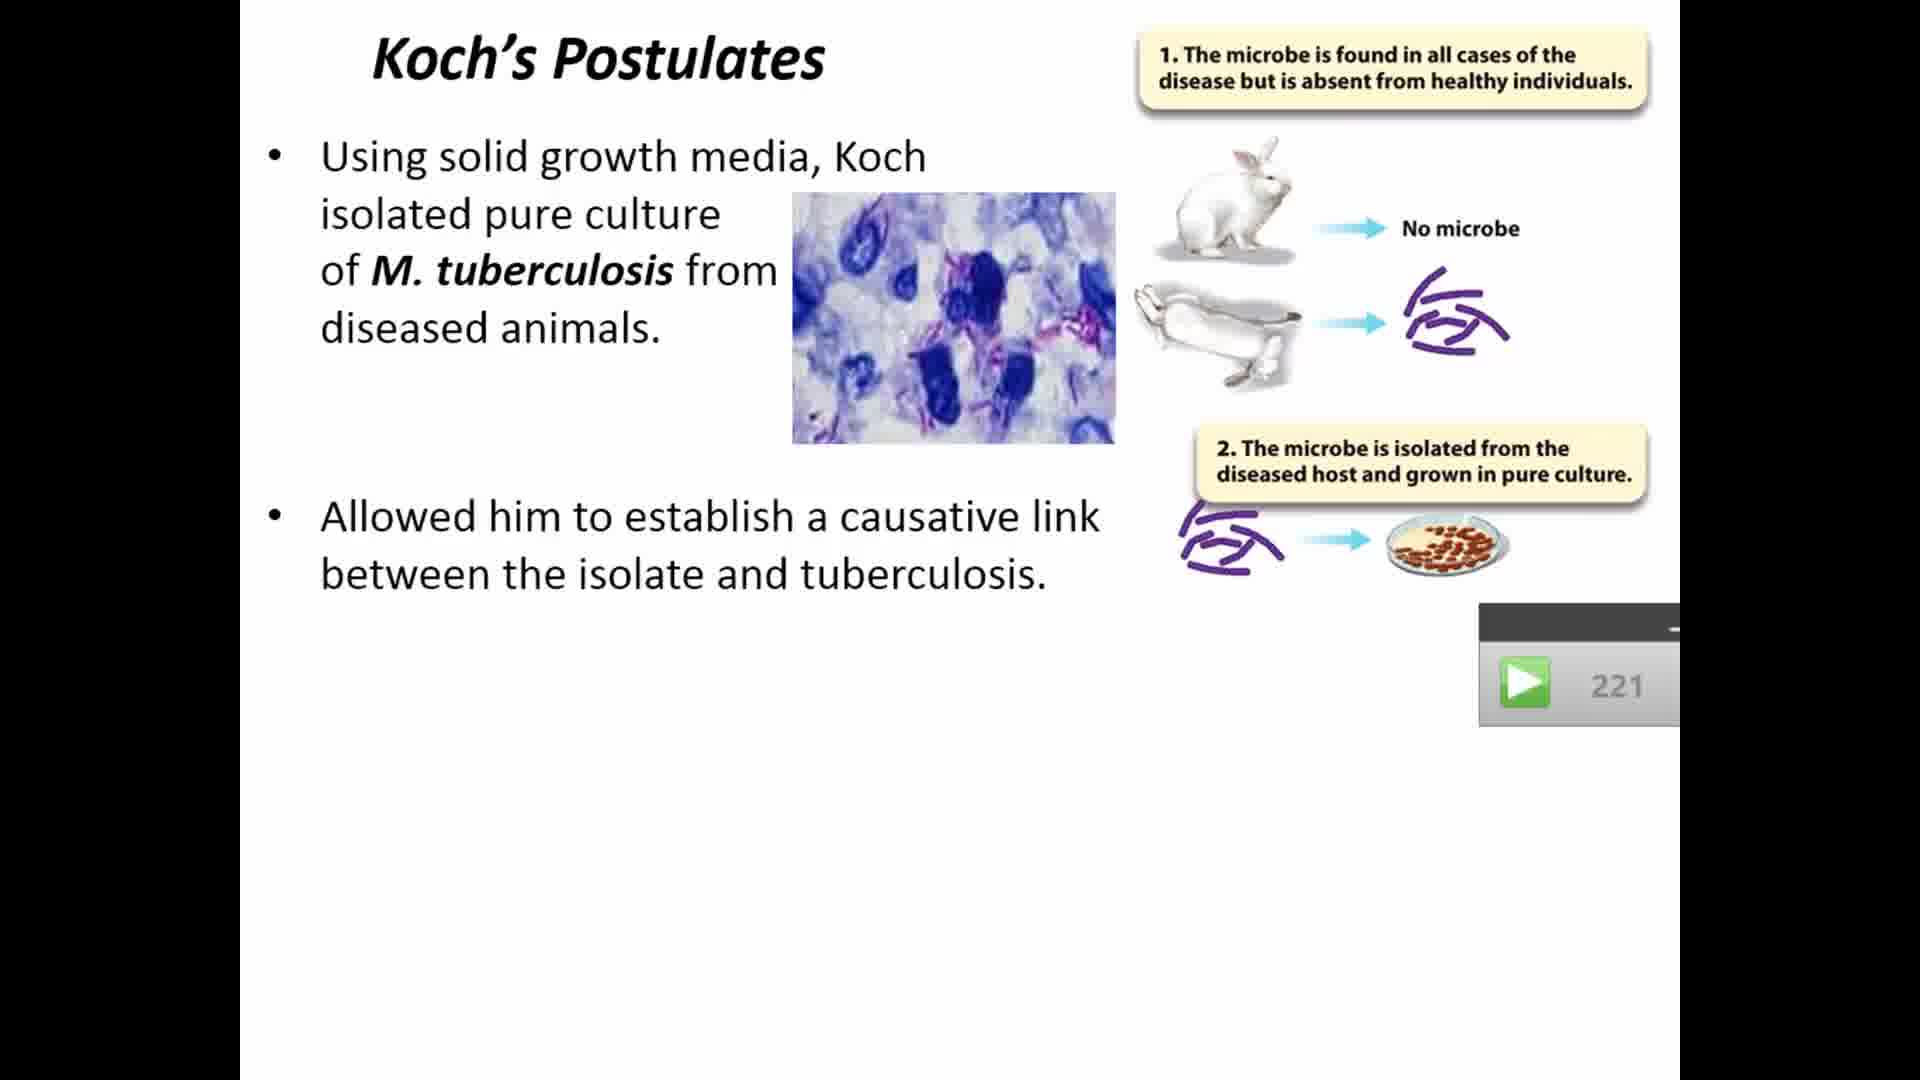 Koch's Postulates
• Using solid growth media, Koch
isolated pure culture
of M. tuberculosis from
diseased animals.
• Allowed him to establish a causative link
between the isolate and tuberculosis.
1. The microbe is found in all cases of the
disease but is absent from healthy individuals.
No microbe
2. The microbe is isolated from the
diseased host and grown in pure culture.
221